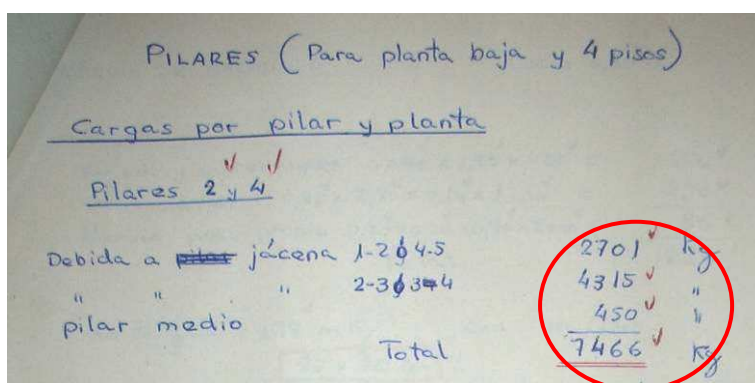 PILARES (Para planta baja y 4 pisos)
Cargas por pilar y planta
Pilares 2 y 4
Debida a jácena 1-2 ó 4-5 2701 Kg
" " " 2-3 ó 3-4 4315 "
pilar medio 450 "
Total 7466 Kg